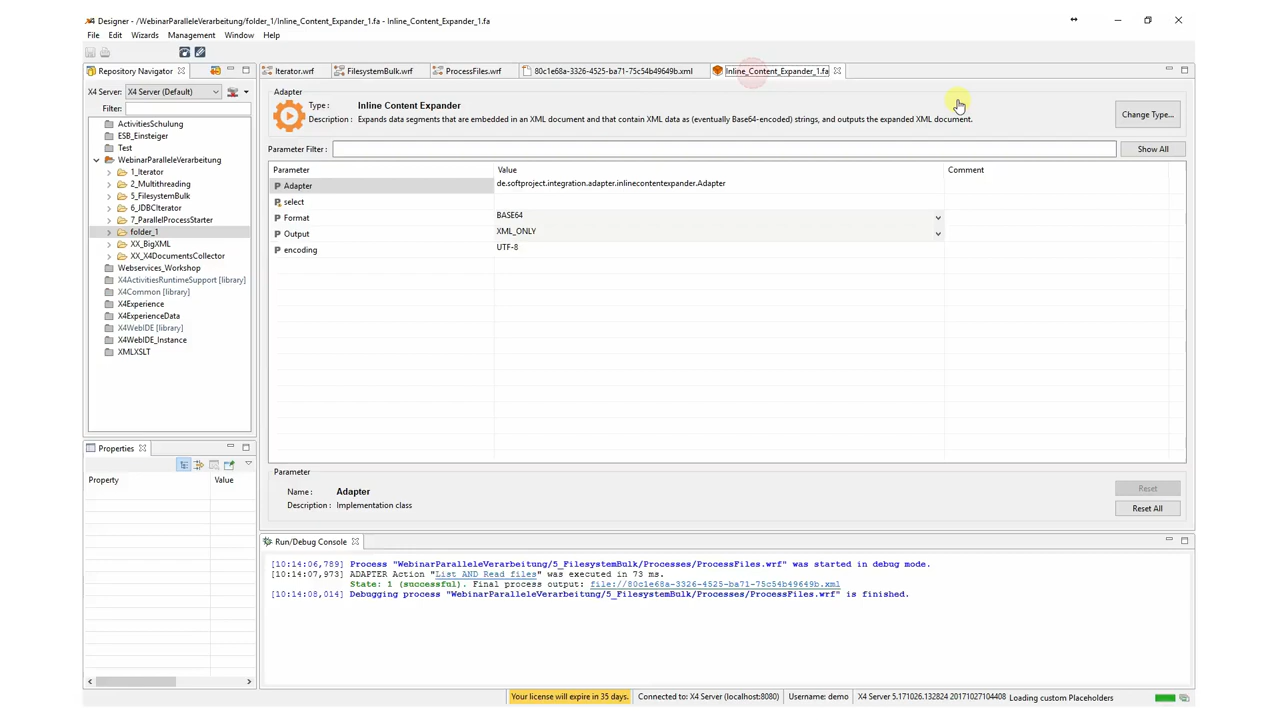 Designer - /WebinarParalleleVerarbeitung/folder_1/Inline_Content_Expander_1.fa - Inline_Content_Expander_1.fa
File Edit Wizards Management Window Help
Repository Navigator
X4 Server: X4 Server (Default)
Filter:
ActivitiesSchulung
ESB_Einsteiger
Test
WebinarParalleleVerarbeitung
1_Iterator
2_Multithreading
5_FilesystemBulk
6_JDBCIterator
7_ParallelProcessStarter
folder_1
XX_BigXML
XX_X4DocumentsCollector
Webservices_Workshop
X4ActivitiesRuntimeSupport [library]
X4Common [library]
X4Experience
X4ExperienceData
X4WebIDE [library]
X4WebIDE_Instance
XMLXSLT
Properties
Property Value
Iterator.wrf FilesystemBulk.wrf ProcessFiles.wrf 80c1e68a-3326-4525-ba71-75c54b49649b.xml Inline_Content_Expander_1.fa
Adapter
Type : Inline Content Expander
Description : Expands data segments that are embedded in an XML document and that contain XML data as (eventually Base64-encoded) strings, and outputs the expanded XML document.
Change Type...
Parameter Filter : Show All
Parameter Value Comment
P Adapter de.softproject.integration.adapter.inlinecontentexpander.Adapter
P select
P Format BASE64
P Output XML_ONLY
P encoding UTF-8
Parameter
Name : Adapter
Description : Implementation class
Reset
Reset All
Run/Debug Console
[10:14:06,789] Process "WebinarParalleleVerarbeitung/5_FilesystemBulk/Processes/ProcessFiles.wrf" was started in debug mode.
[10:14:07,973] ADAPTER Action "List AND Read files" was executed in 73 ms.
State: 1 (successful). Final process output: file://80c1e68a-3326-4525-ba71-75c54b49649b.xml
[10:14:08,014] Debugging process "WebinarParalleleVerarbeitung/5_FilesystemBulk/Processes/ProcessFiles.wrf" is finished.
Your license will expire in 35 days. Connected to: X4 Server (localhost:8080) Username: demo X4 Server 5.171026.132824 20171027104408 Loading custom Placeholders